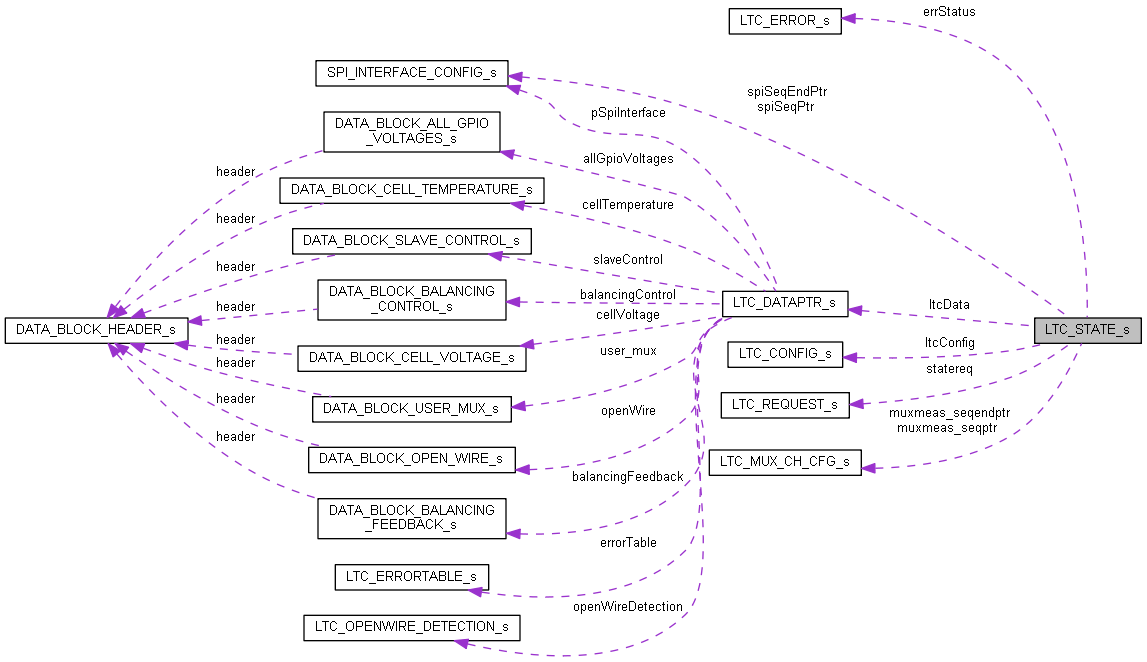 LTC_ERROR_s
errStatus
SPI_INTERFACE_CONFIG_s
spiSeqEndPtr
spiSeqPtr
pSpiInterface
DATA_BLOCK_ALL_GPIO
_VOLTAGES_s
allGpioVoltages
header
DATA_BLOCK_CELL_TEMPERATURE_s
cellTemperature
header
DATA_BLOCK_SLAVE_CONTROL_s
slaveControl
header
DATA_BLOCK_BALANCING
_CONTROL_s
balancingControl
header
LTC_DATAPTR_s
ltcData
cellVoltage
DATA_BLOCK_HEADER_s
LTC_STATE_s
header
DATA_BLOCK_CELL_VOLTAGE_s
user_mux
LTC_CONFIG_s
ltcConfig
header
statereq
DATA_BLOCK_USER_MUX_s
LTC_REQUEST_s
header
openWire
muxmeas_seqendptr
muxmeas_seqptr
header
DATA_BLOCK_OPEN_WIRE_s
LTC_MUX_CH_CFG_s
balancingFeedback
DATA_BLOCK_BALANCING
_FEEDBACK_s
errorTable
LTC_ERRORTABLE_s
openWireDetection
LTC_OPENWIRE_DETECTION_s